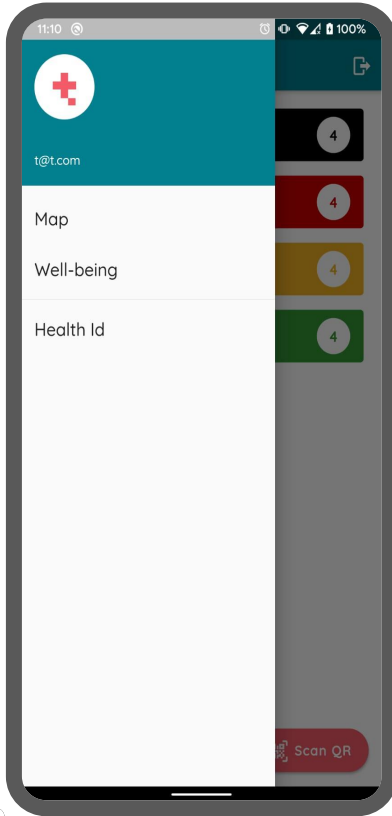 11:10
100%
t@t.com
4
Map
4
Well-being
4
Health Id
4
Scan QR